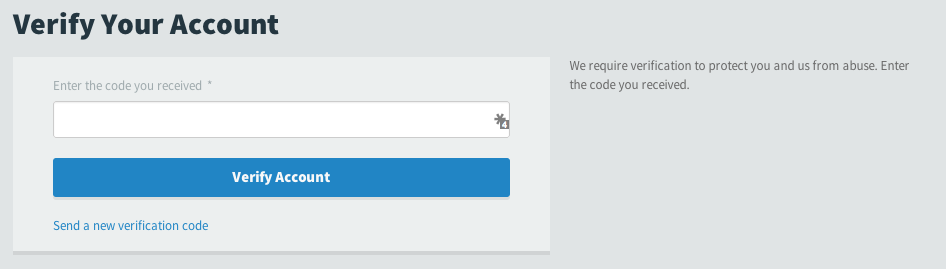 Verify Your Account
Enter the code you received *
Verify Account
Send a new verification code
We require verification to protect you and us from abuse. Enter
the code you received.